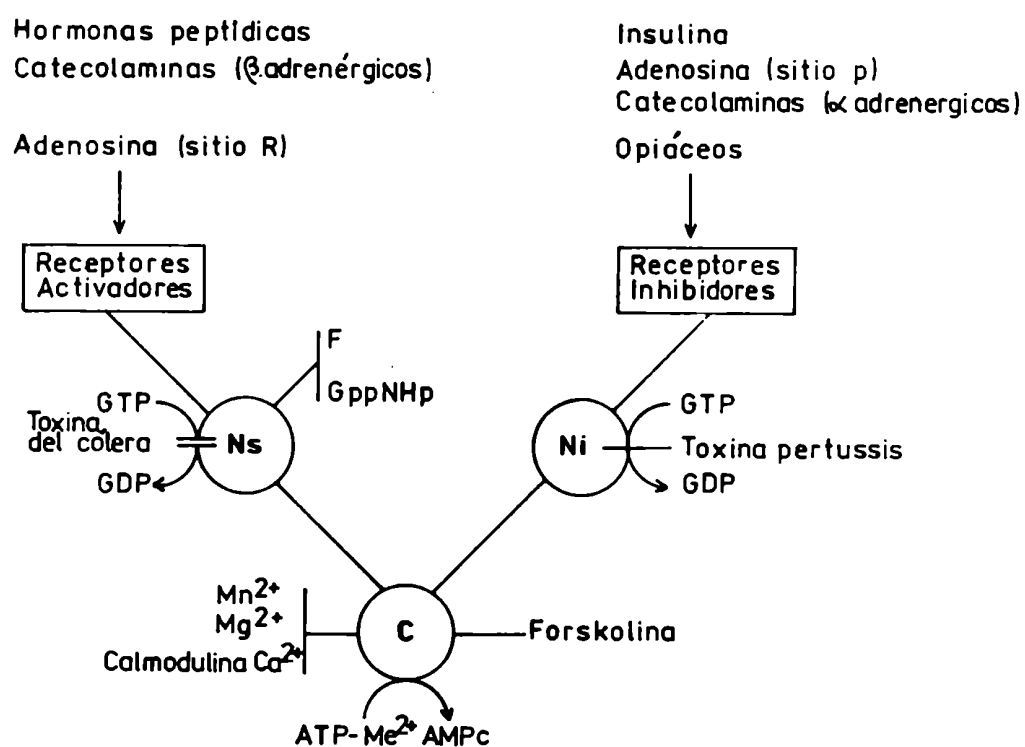 Hormonas peptídicas
Catecolaminas (β.adrenérgicos)
Adenosina (sitio R)
Insulina
Adenosina (sitio p)
Catecolaminas (α adrenergicos)
Opiáceos
Receptores
Activadores
Receptores
Inhibidores
F
GppNHp
GTP
Toxina
del cólera
GDP
Ns
Ni
GTP
Toxina pertussis
GDP
Mn2+
Mg2+
Calmodulina Ca2+
C
Forskolina
ATP-Me2+ AMPc